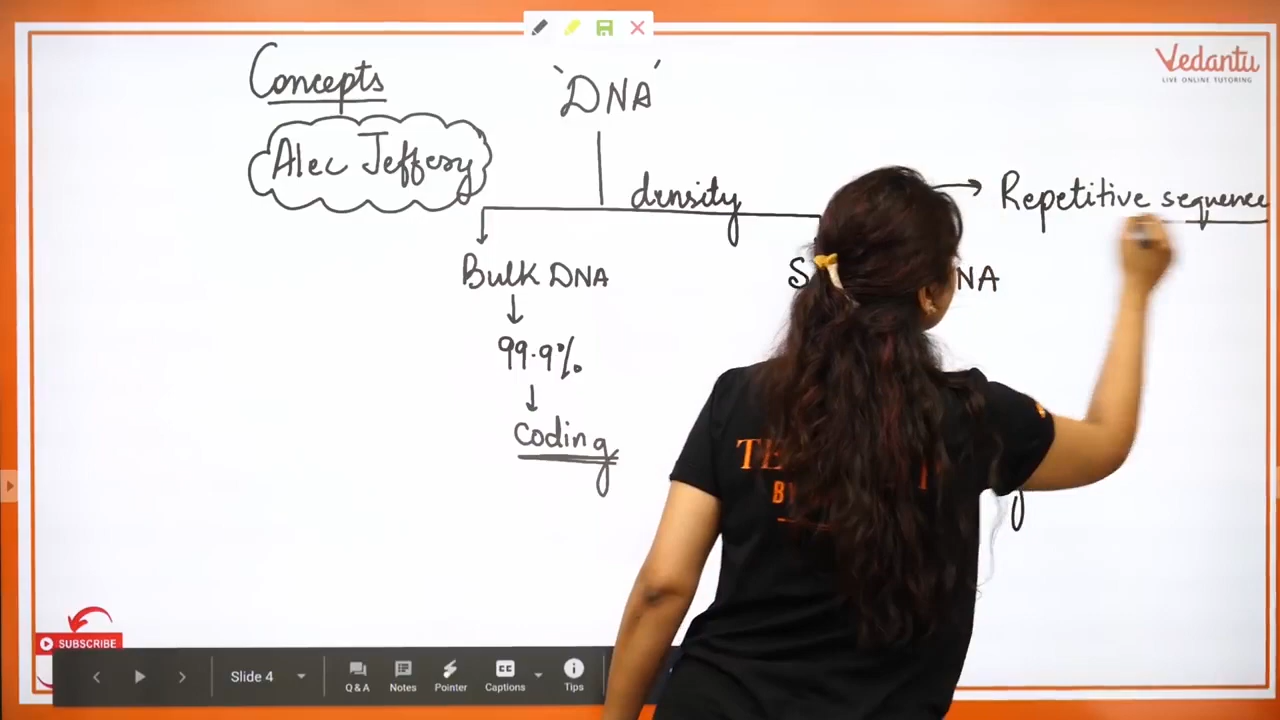 Concepts
'DNA'
Vedantu
LIVE ONLINE TUTORING
Alec Jeffery
density
Repetitive sequence
Bulk DNA
99.9%
coding
SUBSCRIBE
Slide 4
Q&A
Notes
Pointer
Captions
CC
Tips